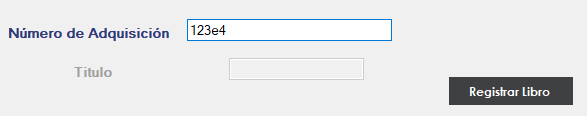 Número de Adquisición 123e4
Titulo
Registrar Libro